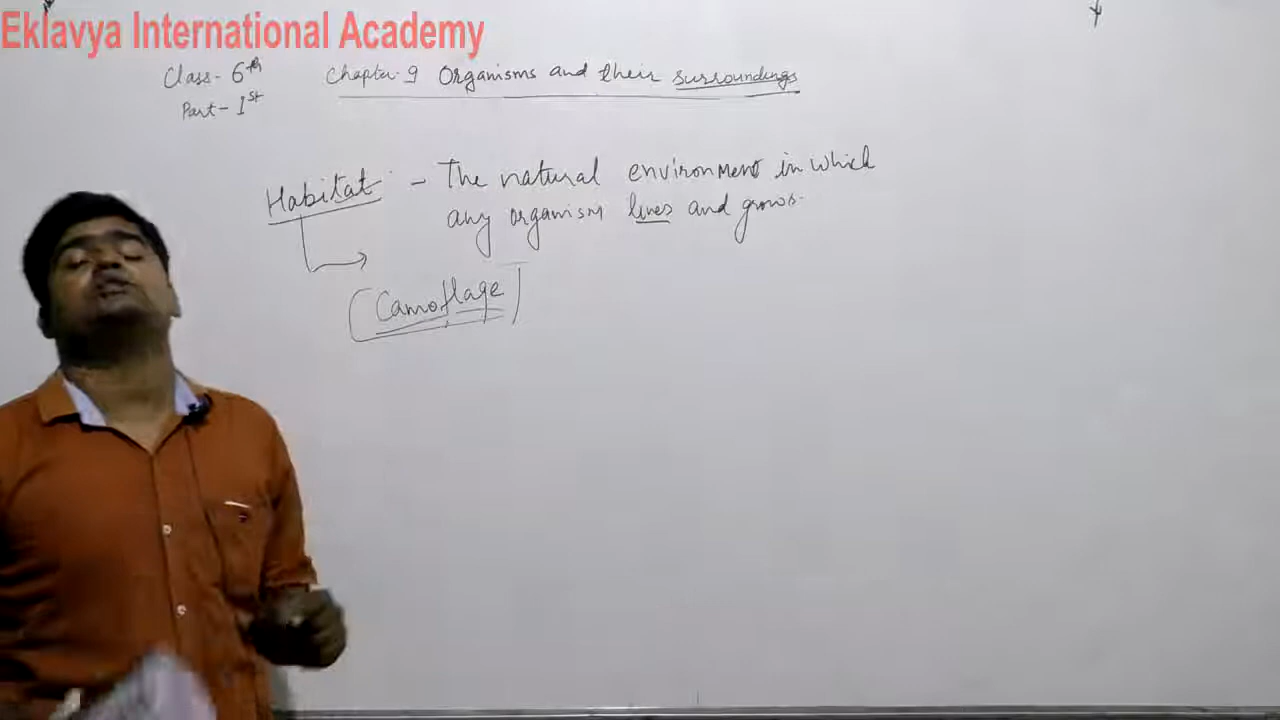 Eklavya International Academy
Class- 6th Chapter 9 Organisms and their surroundings
Part- Ist
Habitat - The natural environment in which
any organism lives and grows.
(Camoflage)